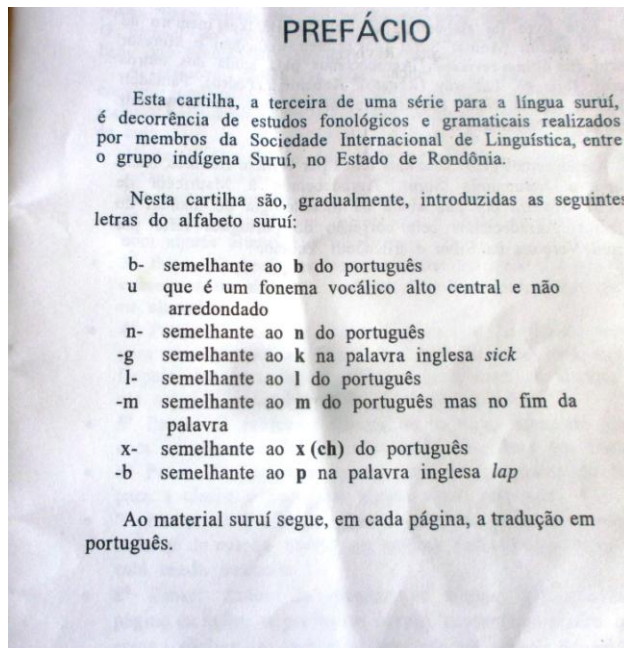 PREFÁCIO
Esta cartilha, a terceira de uma série para a língua suruí,
é decorrência de estudos fonológicos e gramaticais realizados
por membros da Sociedade Internacional de Linguística, entre
o grupo indígena Suruí, no Estado de Rondônia.
Nesta cartilha são, gradualmente, introduzidas as seguintes
letras do alfabeto suruí:
b- semelhante ao b do português
u que é um fonema vocálico alto central e não
arredondado
n- semelhante ao n do português
-g semelhante ao k na palavra inglesa sick
l- semelhante ao l do português
-m semelhante ao m do português mas no fim da
palavra
x- semelhante ao x (ch) do português
-b semelhante ao p na palavra inglesa lap
Ao material suruí segue, em cada página, a tradução em
português.